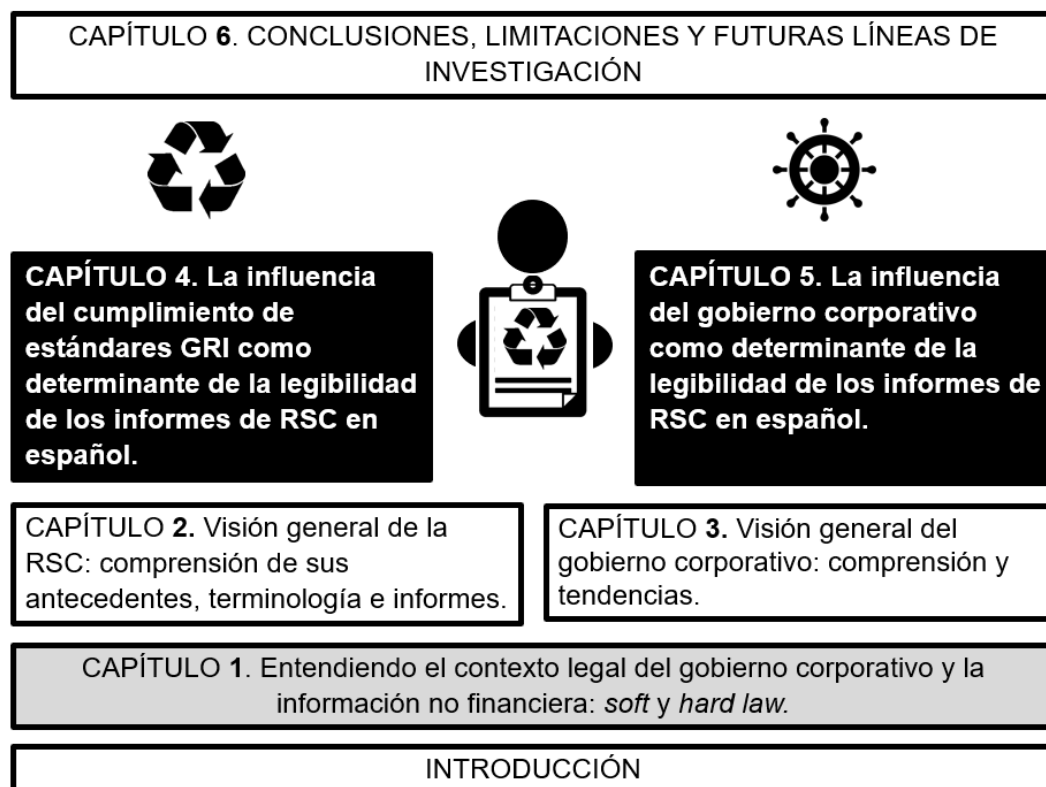 CAPÍTULO 6. CONCLUSIONES, LIMITACIONES Y FUTURAS LÍNEAS DE
INVESTIGACIÓN
CAPÍTULO 4. La influencia
del cumplimiento de
estándares GRI como
determinante de la legibilidad
de los informes de RSC en
español.
CAPÍTULO 5. La influencia
del gobierno corporativo
como determinante de la
legibilidad de los informes de
RSC en español.
CAPÍTULO 2. Visión general de la
RSC: comprensión de sus
antecedentes, terminología e informes.
CAPÍTULO 3. Visión general del
gobierno corporativo: comprensión y
tendencias.
CAPÍTULO 1. Entendiendo el contexto legal del gobierno corporativo y la
información no financiera: soft y hard law.
INTRODUCCIÓN